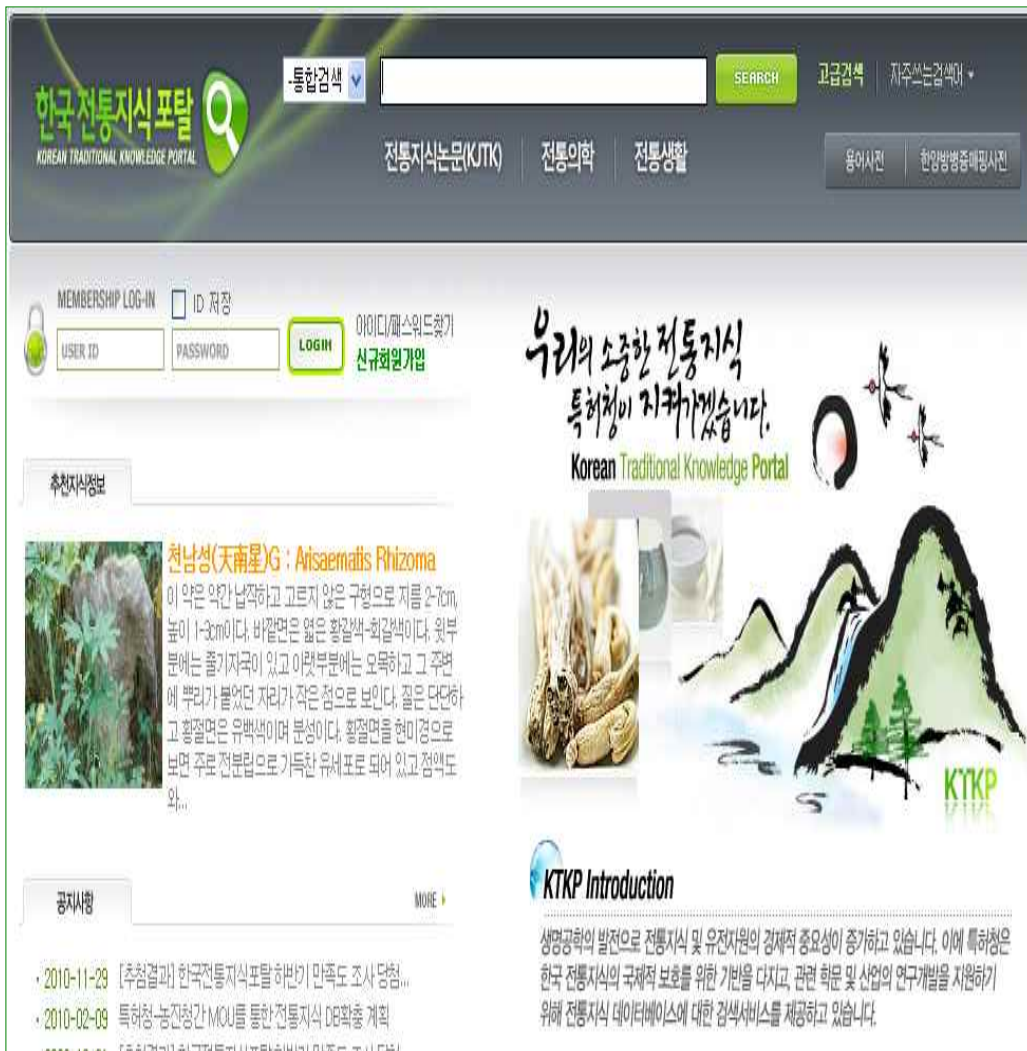 한국 전통지식 포탈
KOREAN TRADITIONAL KNOWLEDGE PORTAL
-통합검색
SEARCH
고급검색
자주쓰는검색어
전통지식논문(KJTK)
전통의학
전통생활
용어사전
한양방병증매핑사전
MEMBERSHIP LOG-IN
ID 저장
USER ID
PASSWORD
LOGIN
아이디/패스워드찾기
신규회원가입
우리의 소중한 전통지식
특허청이 지켜가겠습니다.
Korean Traditional Knowledge Portal
추천지식정보
천남성(天南星)G : Arisaematis Rhizoma
이 약은 약간 납작하고 고르지 않은 구형으로 지름 2-7cm,
높이 1-3cm이다. 바깥면은 엷은 황갈색-회갈색이다. 윗부
분에는 줄기자국이 있고 아랫부분에는 오목하고 그 주변
에 뿌리가 붙었던 자리가 작은 점으로 보인다. 질은 단단하
고 횡절면은 유백색이며 분성이다. 횡절면을 현미경으로
보면 주로 전분립으로 가득찬 유세포로 되어 있고 점액도
와...
KTKP
공지사항
MORE
· 2010-11-29 [추첨결과] 한국전통지식포탈 하반기 만족도 조사 당첨...
· 2010-02-09 특허청-농진청간 MOU를 통한 전통지식 DB확충 계획
KTKP Introduction
생명공학의 발전으로 전통지식 및 유전자원의 경제적 중요성이 증가하고 있습니다. 이에 특허청은
한국 전통지식의 국제적 보호를 위한 기반을 다지고, 관련 학문 및 산업의 연구개발을 지원하기
위해 전통지식 데이터베이스에 대한 검색서비스를 제공하고 있습니다.